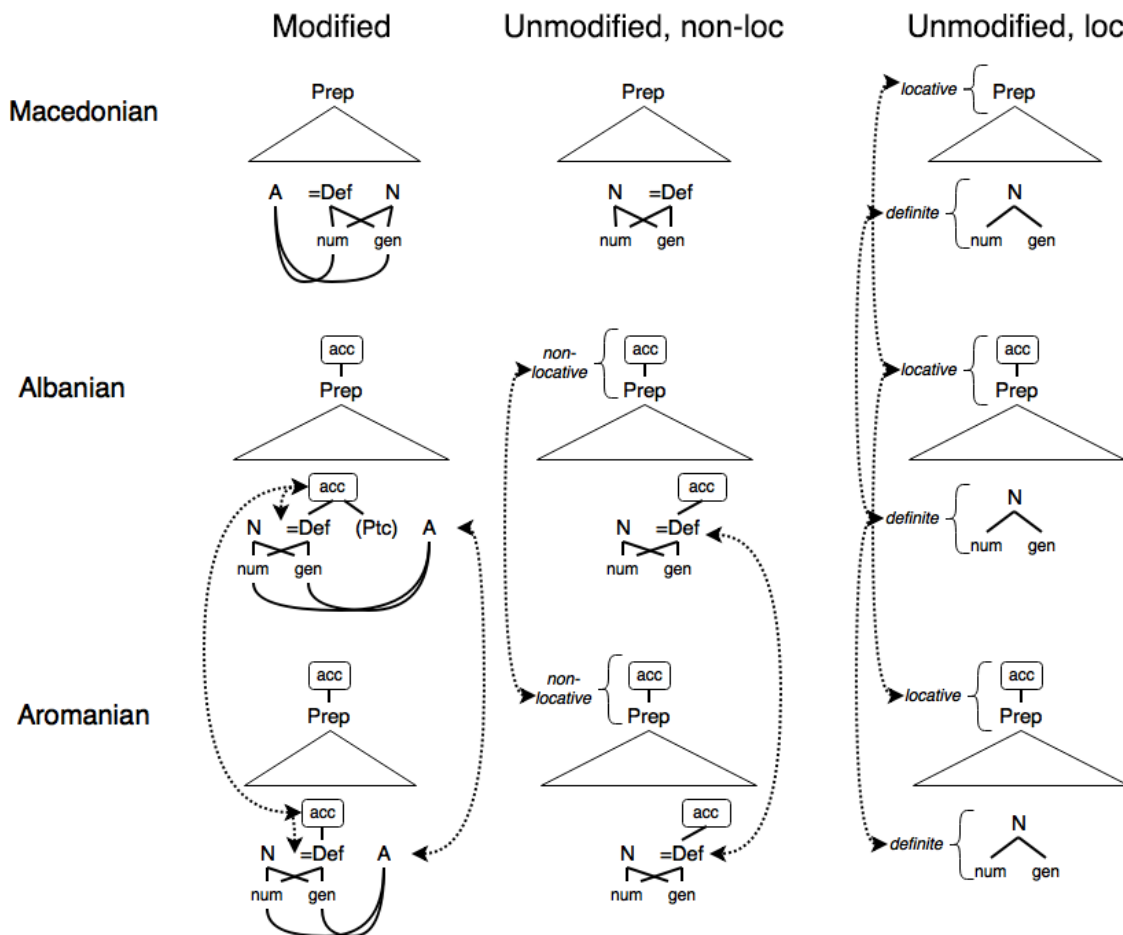 Modified Unmodified, non-loc Unmodified, loc
Macedonian
Prep Prep locative Prep
A =Def N N =Def definite N
num gen num gen num gen
Albanian
acc non-locative acc locative acc
Prep Prep Prep
acc acc
N =Def (Ptc) A N =Def definite N
num gen num gen num gen
Aromanian
acc non-locative acc locative acc
Prep Prep Prep
acc acc
N =Def A N =Def definite N
num gen num gen num gen